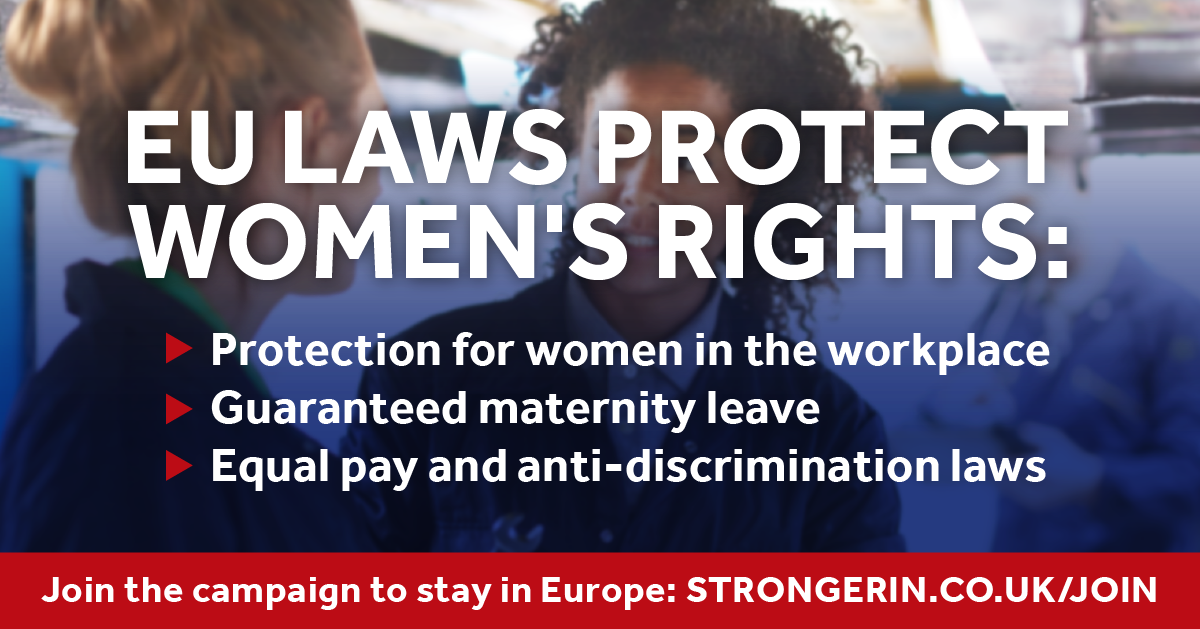 EU LAWS PROTECT
WOMEN'S RIGHTS:
Protection for women in the workplace
Guaranteed maternity leave
Equal pay and anti-discrimination laws
Join the campaign to stay in Europe: STRONGERIN.CO.UK/JOIN